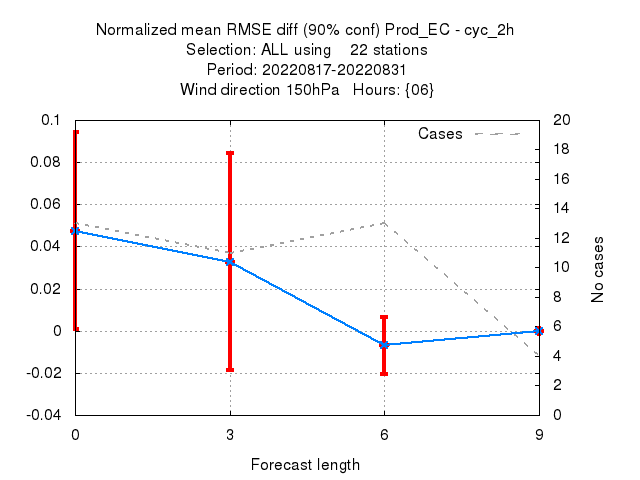 Normalized mean RMSE diff (90% conf) Prod_EC - cyc_2h
Selection: ALL using    22 stations
Period: 20220817-20220831
Wind direction 150hPa   Hours: {06}
0.1
0.08
0.06
0.04
0.02
0
-0.02
-0.04
Cases
20
18
16
14
12
10
8
6
4
2
0
No cases
0 3 6 9
Forecast length